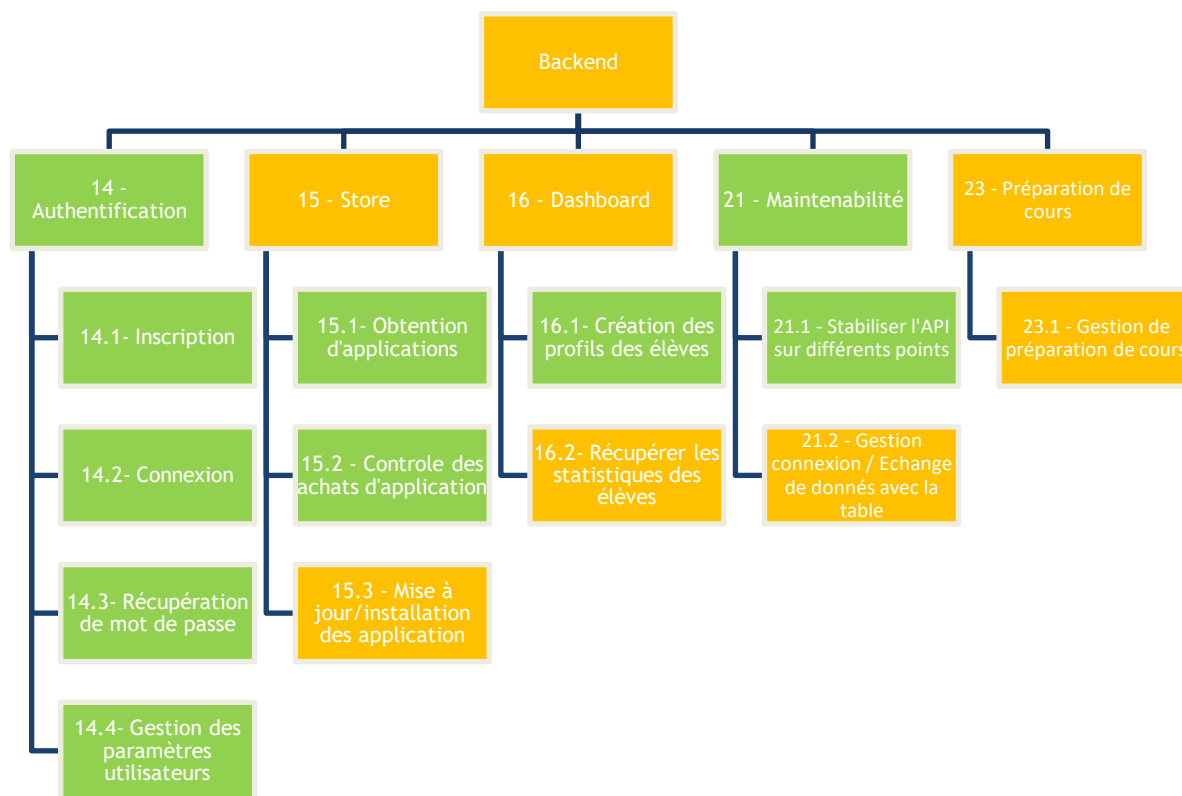 Backend
14 -
Authentification
15 - Store
16 - Dashboard
21 - Maintenabilité
23 - Préparation de
cours
14.1- Inscription
15.1- Obtention
d'applications
16.1- Création des
profils des élèves
21.1 - Stabiliser l'API
sur différents points
23.1 - Gestion de
préparation de cours
14.2- Connexion
15.2 - Controle des
achats d'application
16.2- Récupérer les
statistiques des
élèves
21.2 - Gestion
connexion / Echange
de donnés avec la
table
14.3- Récupération
de mot de passe
15.3 - Mise à
jour/installation
des application
14.4- Gestion des
paramètres
utilisateurs